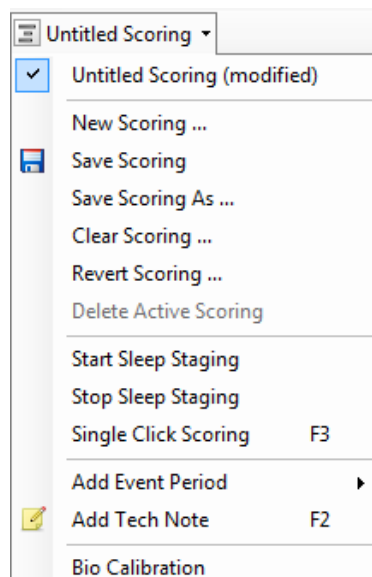 Untitled Scoring
Untitled Scoring (modified)
New Scoring ...
Save Scoring
Save Scoring As ...
Clear Scoring ...
Revert Scoring ...
Delete Active Scoring
Start Sleep Staging
Stop Sleep Staging
Single Click Scoring F3
Add Event Period
Add Tech Note F2
Bio Calibration